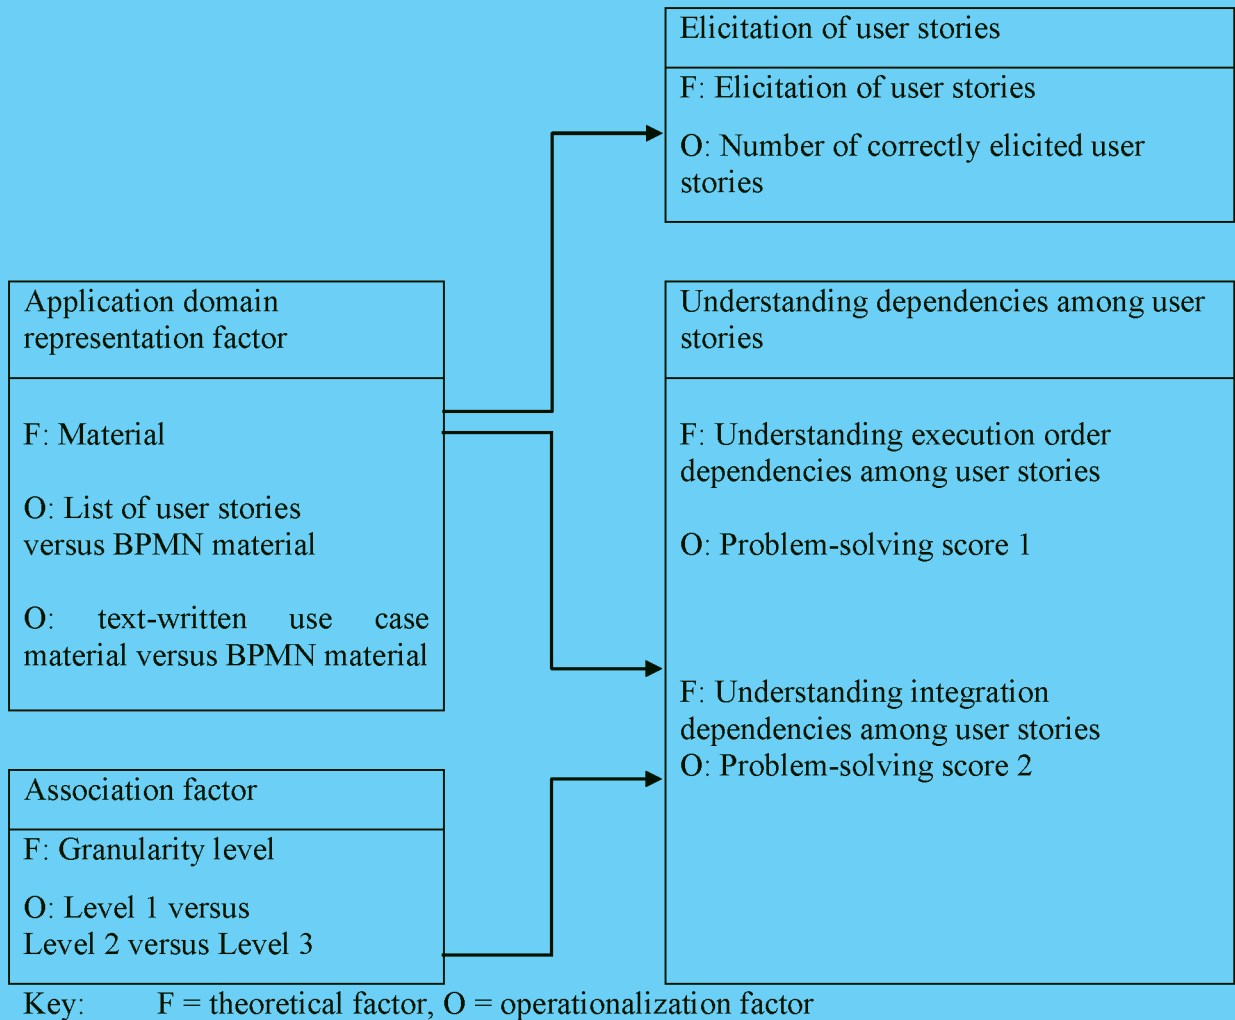 Elicitation of user stories
F: Elicitation of user stories
O: Number of correctly elicited user
stories
Application domain
representation factor
F: Material
O: List of user stories
versus BPMN material
O: text-written use case
material versus BPMN material
Understanding dependencies among user
stories
F: Understanding execution order
dependencies among user stories
O: Problem-solving score 1
F: Understanding integration
dependencies among user stories
O: Problem-solving score 2
Association factor
F: Granularity level
O: Level 1 versus
Level 2 versus Level 3
Key: F = theoretical factor, O = operationalization factor